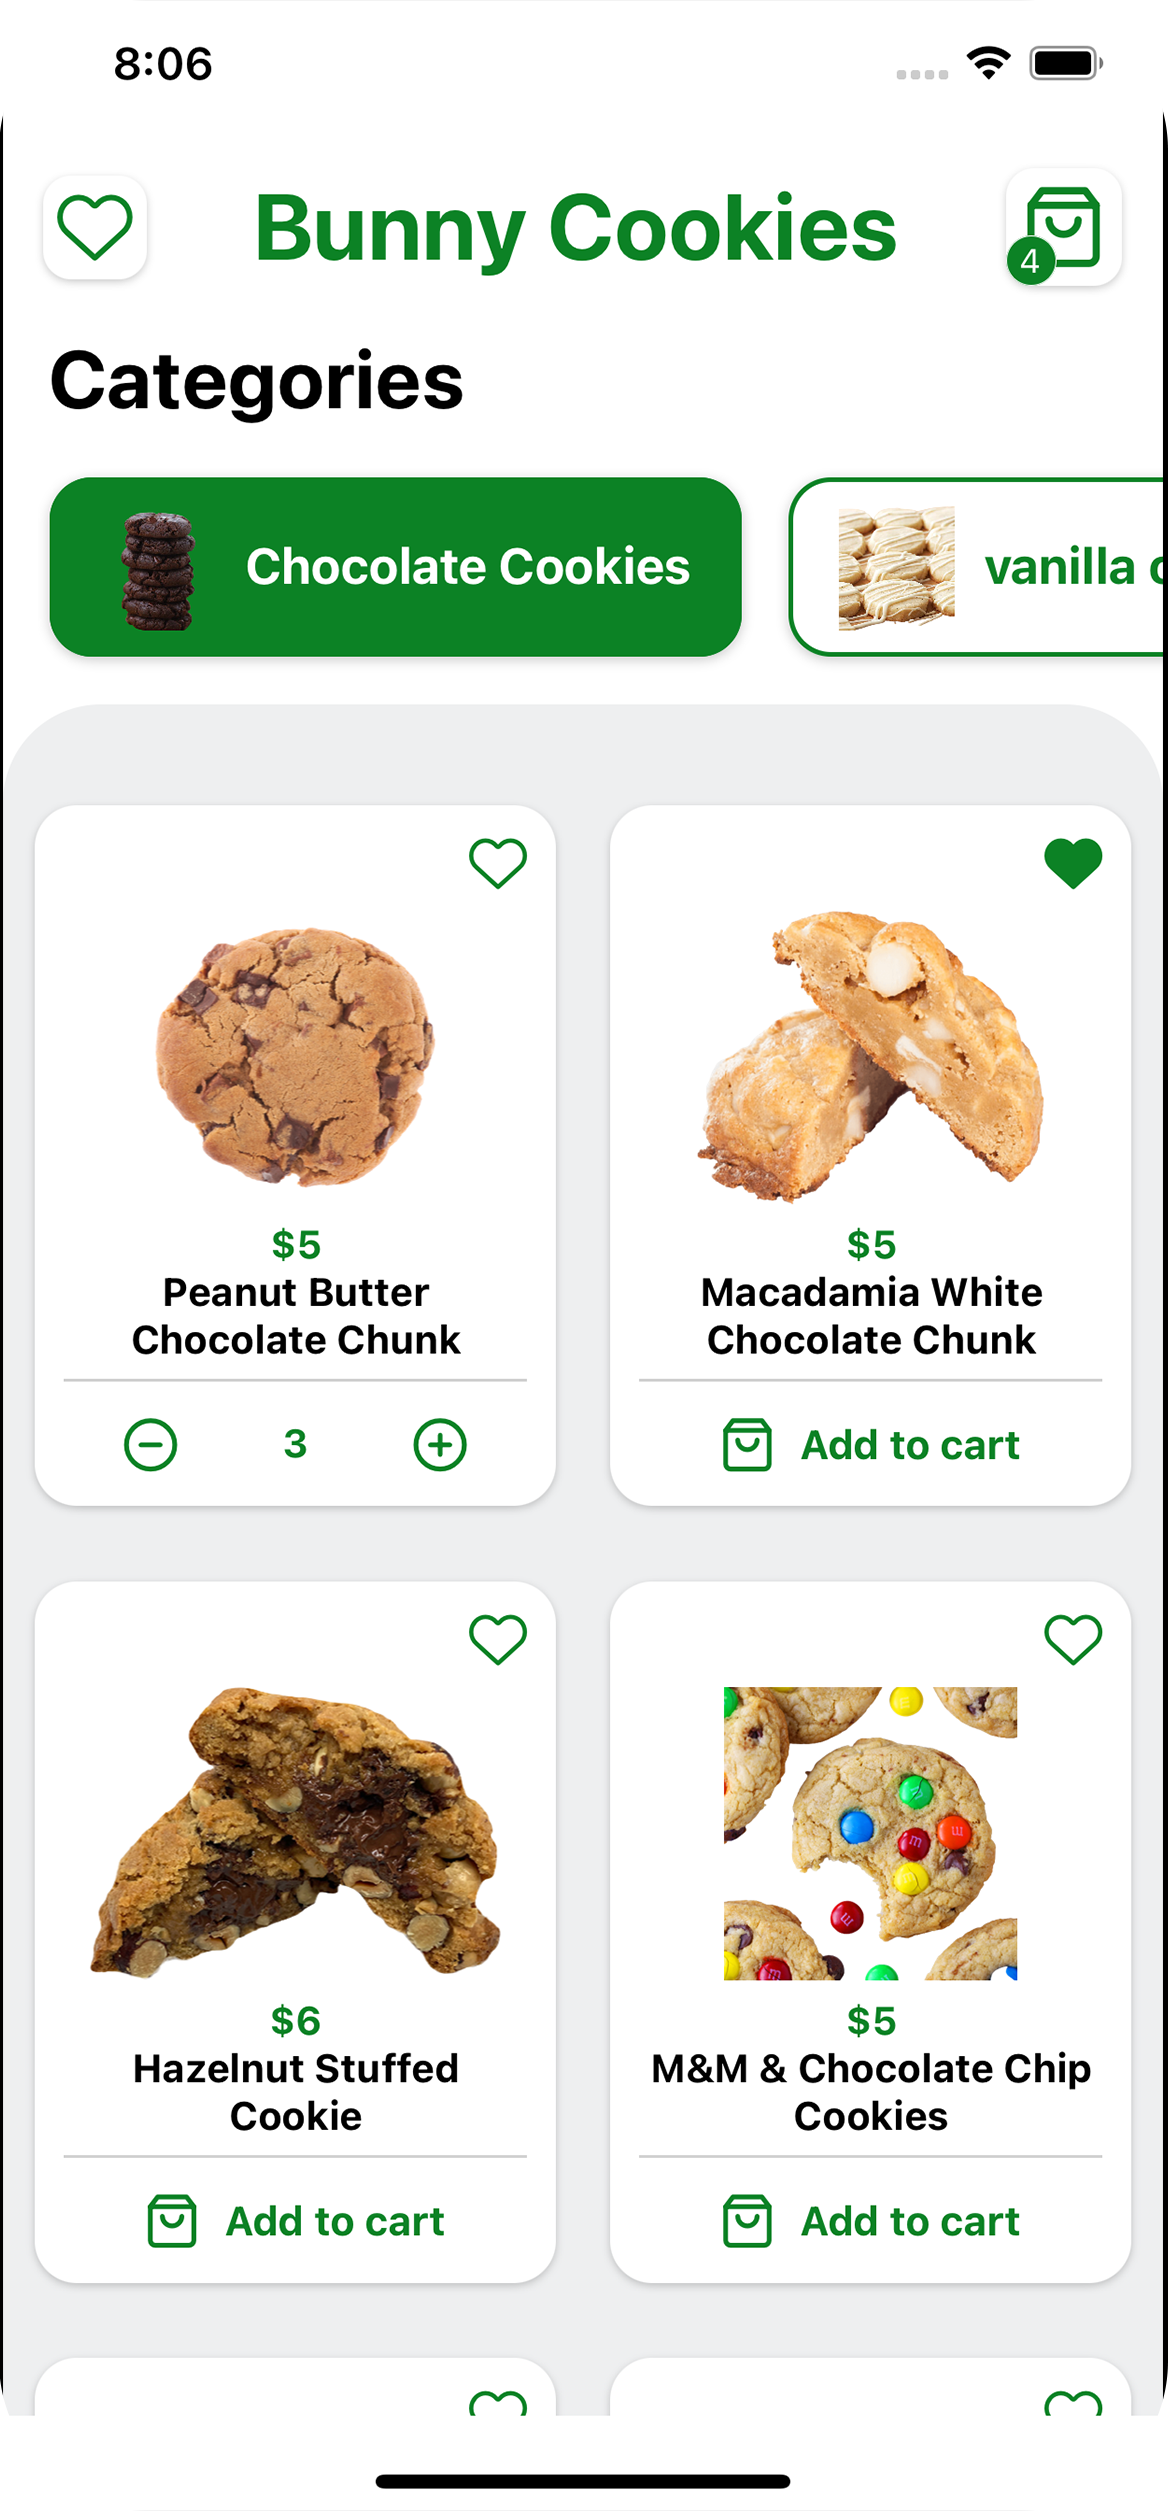 8:06
Bunny Cookies
4
Categories
Chocolate Cookies
vanilla
$5
Peanut Butter
Chocolate Chunk
3
$5
Macadamia White
Chocolate Chunk
Add to cart
$6
Hazelnut Stuffed
Cookie
Add to cart
$5
M&M & Chocolate Chip
Cookies
Add to cart